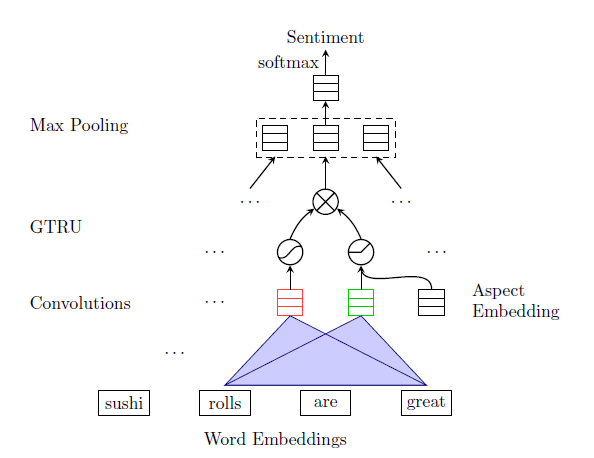 Sentiment
softmax
Max Pooling
... ...
GTRU
... ...
Convolutions ... Aspect
Embedding
...
sushi rolls are great
Word Embeddings